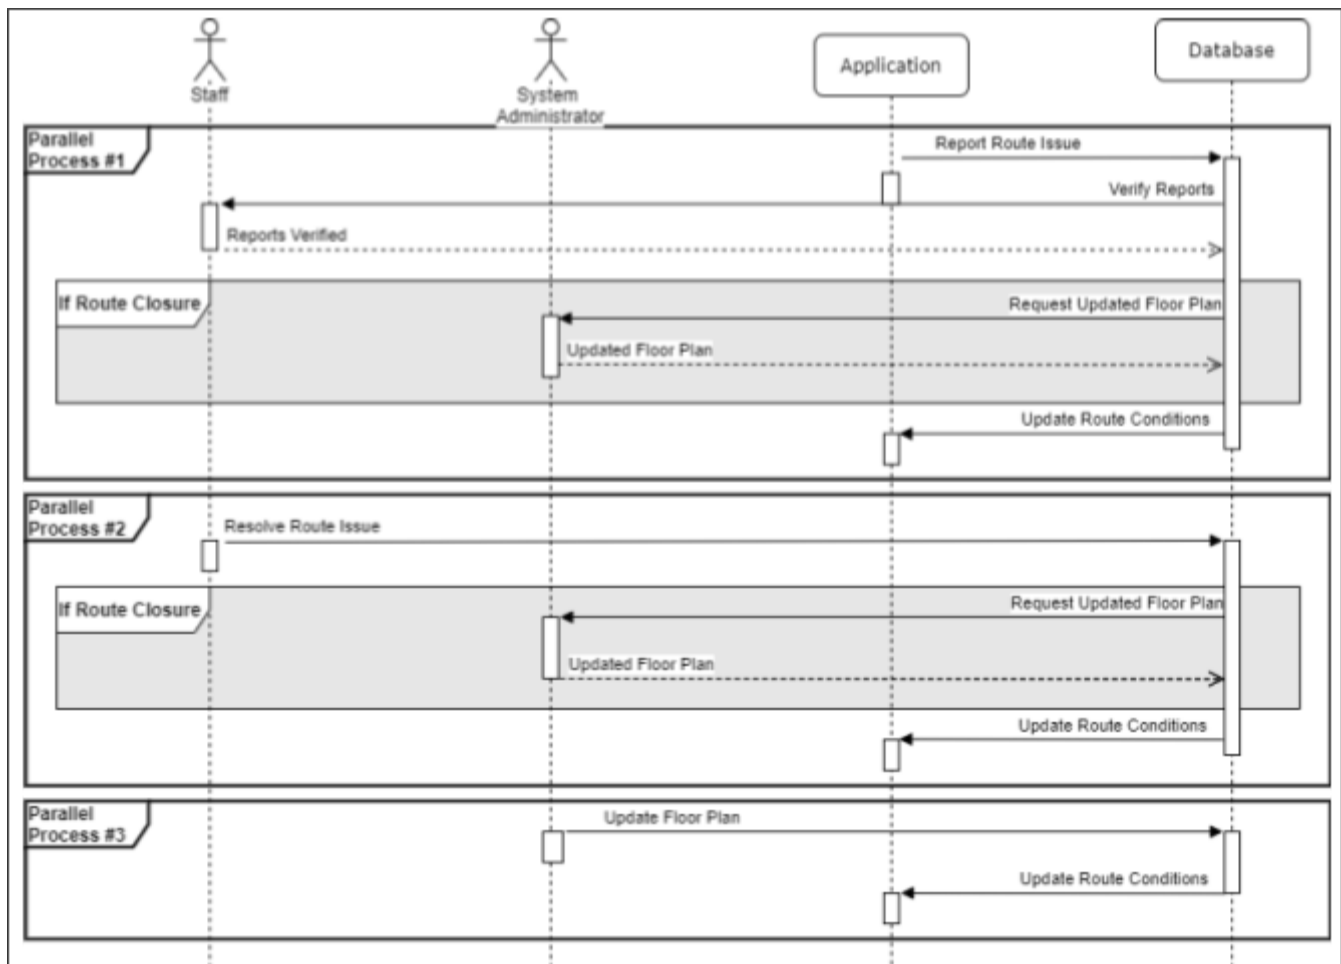 Staff
System
Administrator
Application
Database
Parallel
Process #1
Report Route Issue
Verify Reports
Reports Verified
If Route Closure
Request Updated Floor Plan
Updated Floor Plan
Update Route Conditions
Parallel
Process #2
Resolve Route Issue
If Route Closure
Request Updated Floor Plan
Updated Floor Plan
Update Route Conditions
Parallel
Process #3
Update Floor Plan
Update Route Conditions